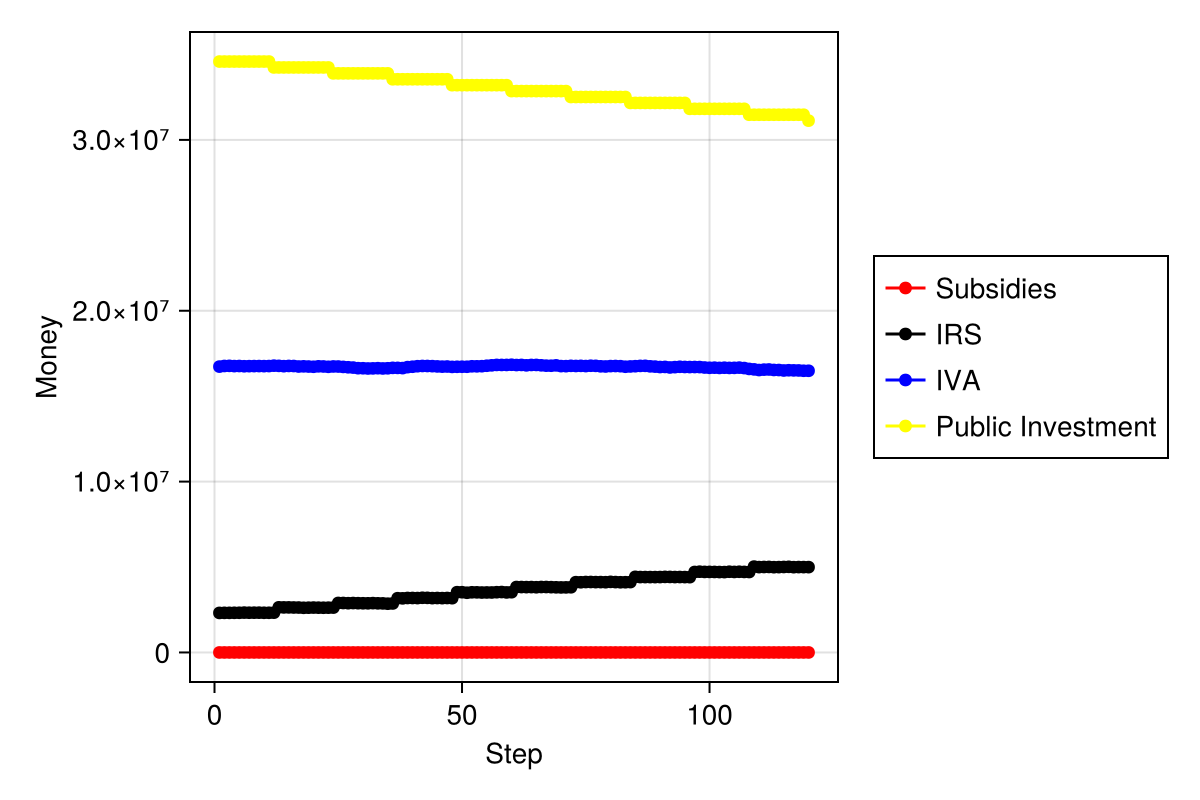 3.0×10⁷
2.0×10⁷
1.0×10⁷
0
Money
0 50 100
Step
Subsidies
IRS
IVA
Public Investment